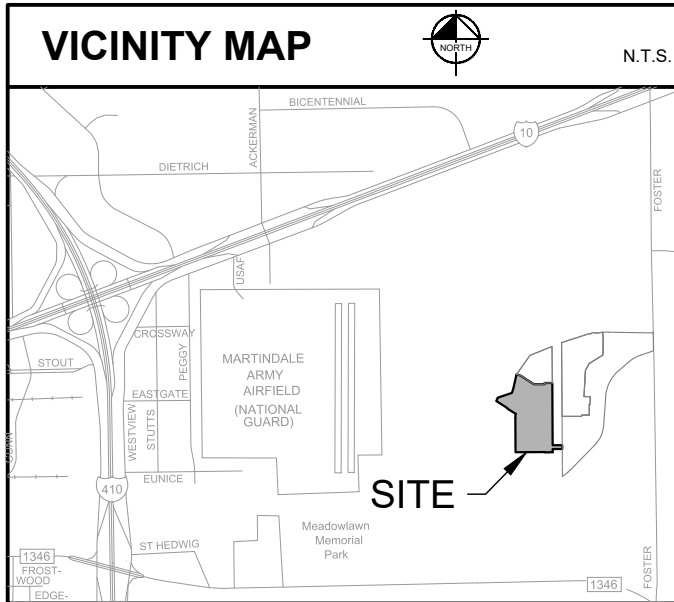 VICINITY MAP
NORTH
N.T.S.
BICENTENNIAL
ACKERMAN
10
DIETRICH
FOSTER
USAF
CROSSWAY
PEGGY
STOUT
MARTINDALE
ARMY
AIRFIELD
(NATIONAL
GUARD)
EASTGATE
WESTVIEW
STUTTS
EUNICE
410
SITE
ST HEDWIG
Meadowlawn
Memorial
Park
1346
FROST-
WOOD
EDGE-
1346
FOSTER